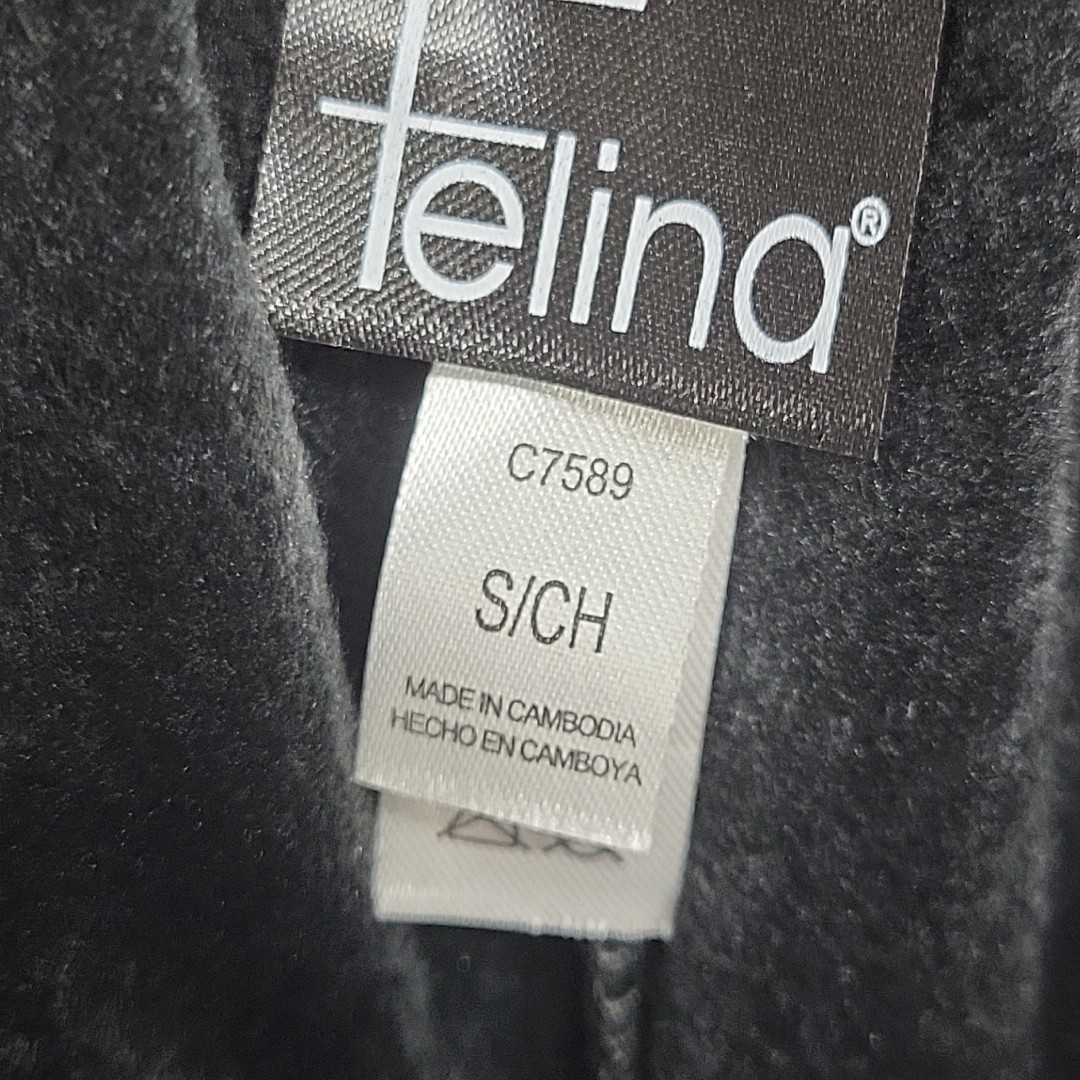 felina®
C7589
S/CH
MADE IN CAMBODIA
HECHO EN CAMBOYA